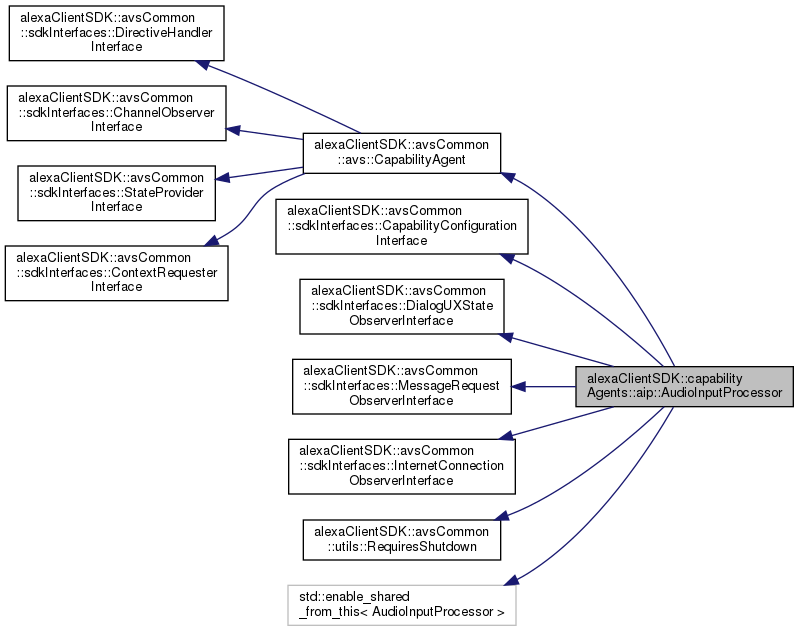 alexaClientSDK::avsCommon
::sdkInterfaces::DirectiveHandler
Interface
alexaClientSDK::avsCommon
::sdkInterfaces::ChannelObserver
Interface
alexaClientSDK::avsCommon
::sdkInterfaces::StateProvider
Interface
alexaClientSDK::avsCommon
::sdkInterfaces::ContextRequester
Interface
alexaClientSDK::avsCommon
::avs::CapabilityAgent
alexaClientSDK::avsCommon
::sdkInterfaces::CapabilityConfiguration
Interface
alexaClientSDK::avsCommon
::sdkInterfaces::DialogUXState
ObserverInterface
alexaClientSDK::avsCommon
::sdkInterfaces::MessageRequest
ObserverInterface
alexaClientSDK::avsCommon
::sdkInterfaces::InternetConnection
ObserverInterface
alexaClientSDK::avsCommon
::utils::RequiresShutdown
std::enable_shared
_from_this< AudioInputProcessor >
alexaClientSDK::capability
Agents::aip::AudioInputProcessor